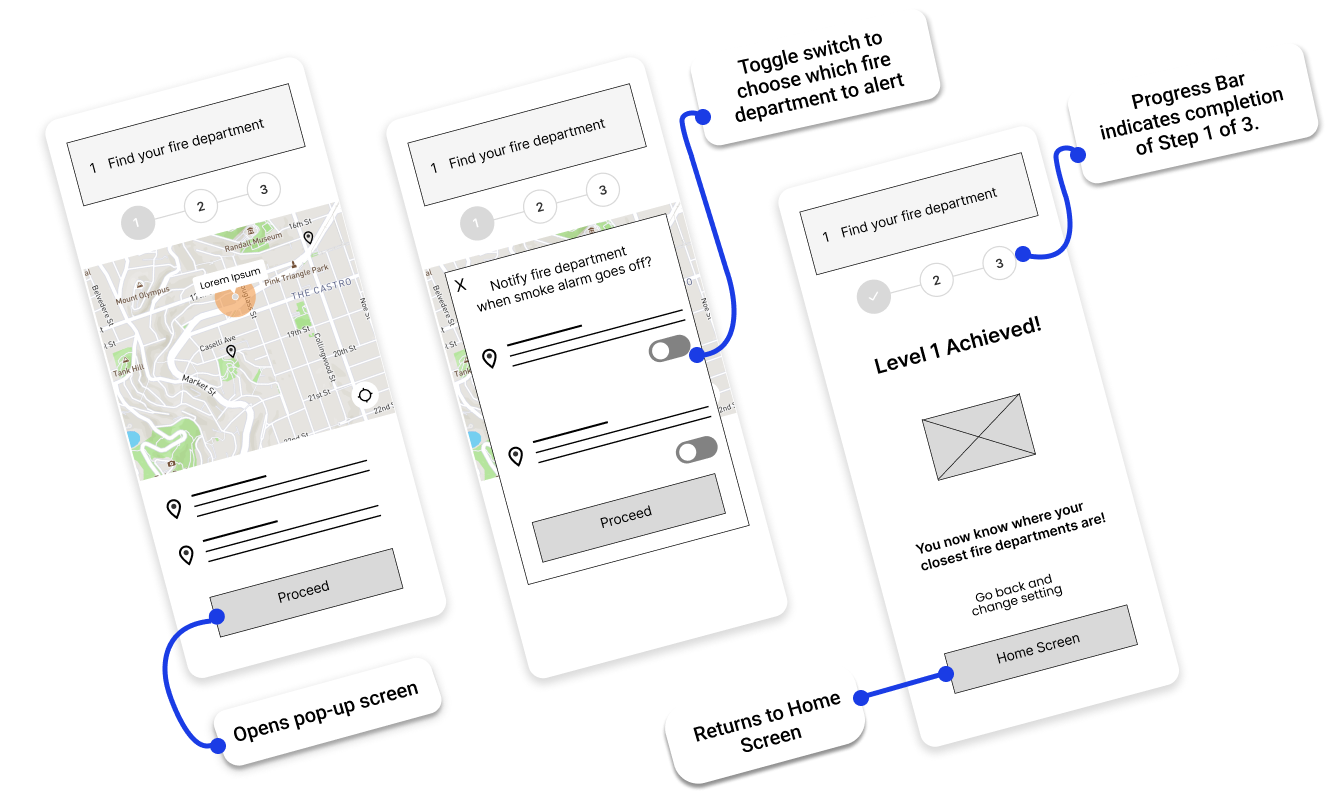 1 Find your fire department
1
2
3
16th St
Randall Museum
Lorem Ipsum
Pink Triangle Park
Mount Olympus
THE CASTRO
Belvedere St
Douglass St
Noe St
19th St
Collingwood St
Caselli Ave
20th St
Tank Hill
Market St
21st St
22nd St
22nd St
Proceed
Opens pop-up screen
1 Find your fire department
1
2
3
X
Notify fire department
when smoke alarm goes off?
Proceed
Toggle switch to
choose which fire
department to alert
1 Find your fire department
2
3
Level 1 Achieved!
You now know where your
closest fire departments are!
Go back and
change setting
Home Screen
Progress Bar
indicates completion
of Step 1 of 3.
Returns to Home
Screen